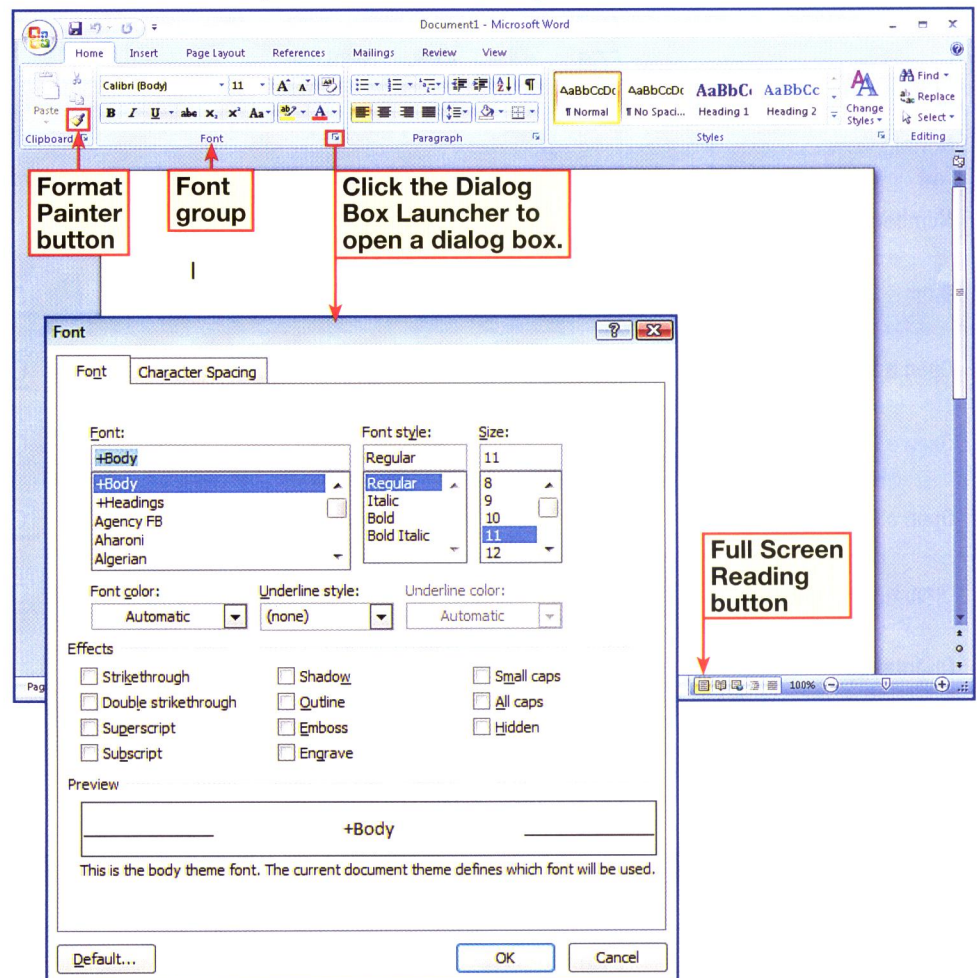 Document1 - Microsoft Word
Home Insert Page Layout References Mailings Review View
Calibri (Body) 11 A A Aa
AaBbCcDc AaBbCcDc AaBbCc AaBbCc
Find
Replace
Select
Paste
B I U abc x, x² Aa ab A
¶ Normal ¶ No Spaci... Heading 1 Heading 2
Change
Styles
Clipboard Font Paragraph Styles Editing
Format
Painter
button
Font
group
Click the Dialog
Box Launcher to
open a dialog box.
Font
Font Character Spacing
Font: Font style: Size:
+Body Regular 11
+Body Regular 8
+Headings Italic 9
Agency FB Bold 10
Aharoni Bold Italic 11
Algerian 12
Font color: Underline style: Underline color:
Automatic (none) Automatic
Effects
Strikethrough Shadow Small caps
Double strikethrough Outline All caps
Superscript Emboss Hidden
Subscript Engrave
Preview
+Body
This is the body theme font. The current document theme defines which font will be used.
Default... OK Cancel
Full Screen
Reading
button
100%